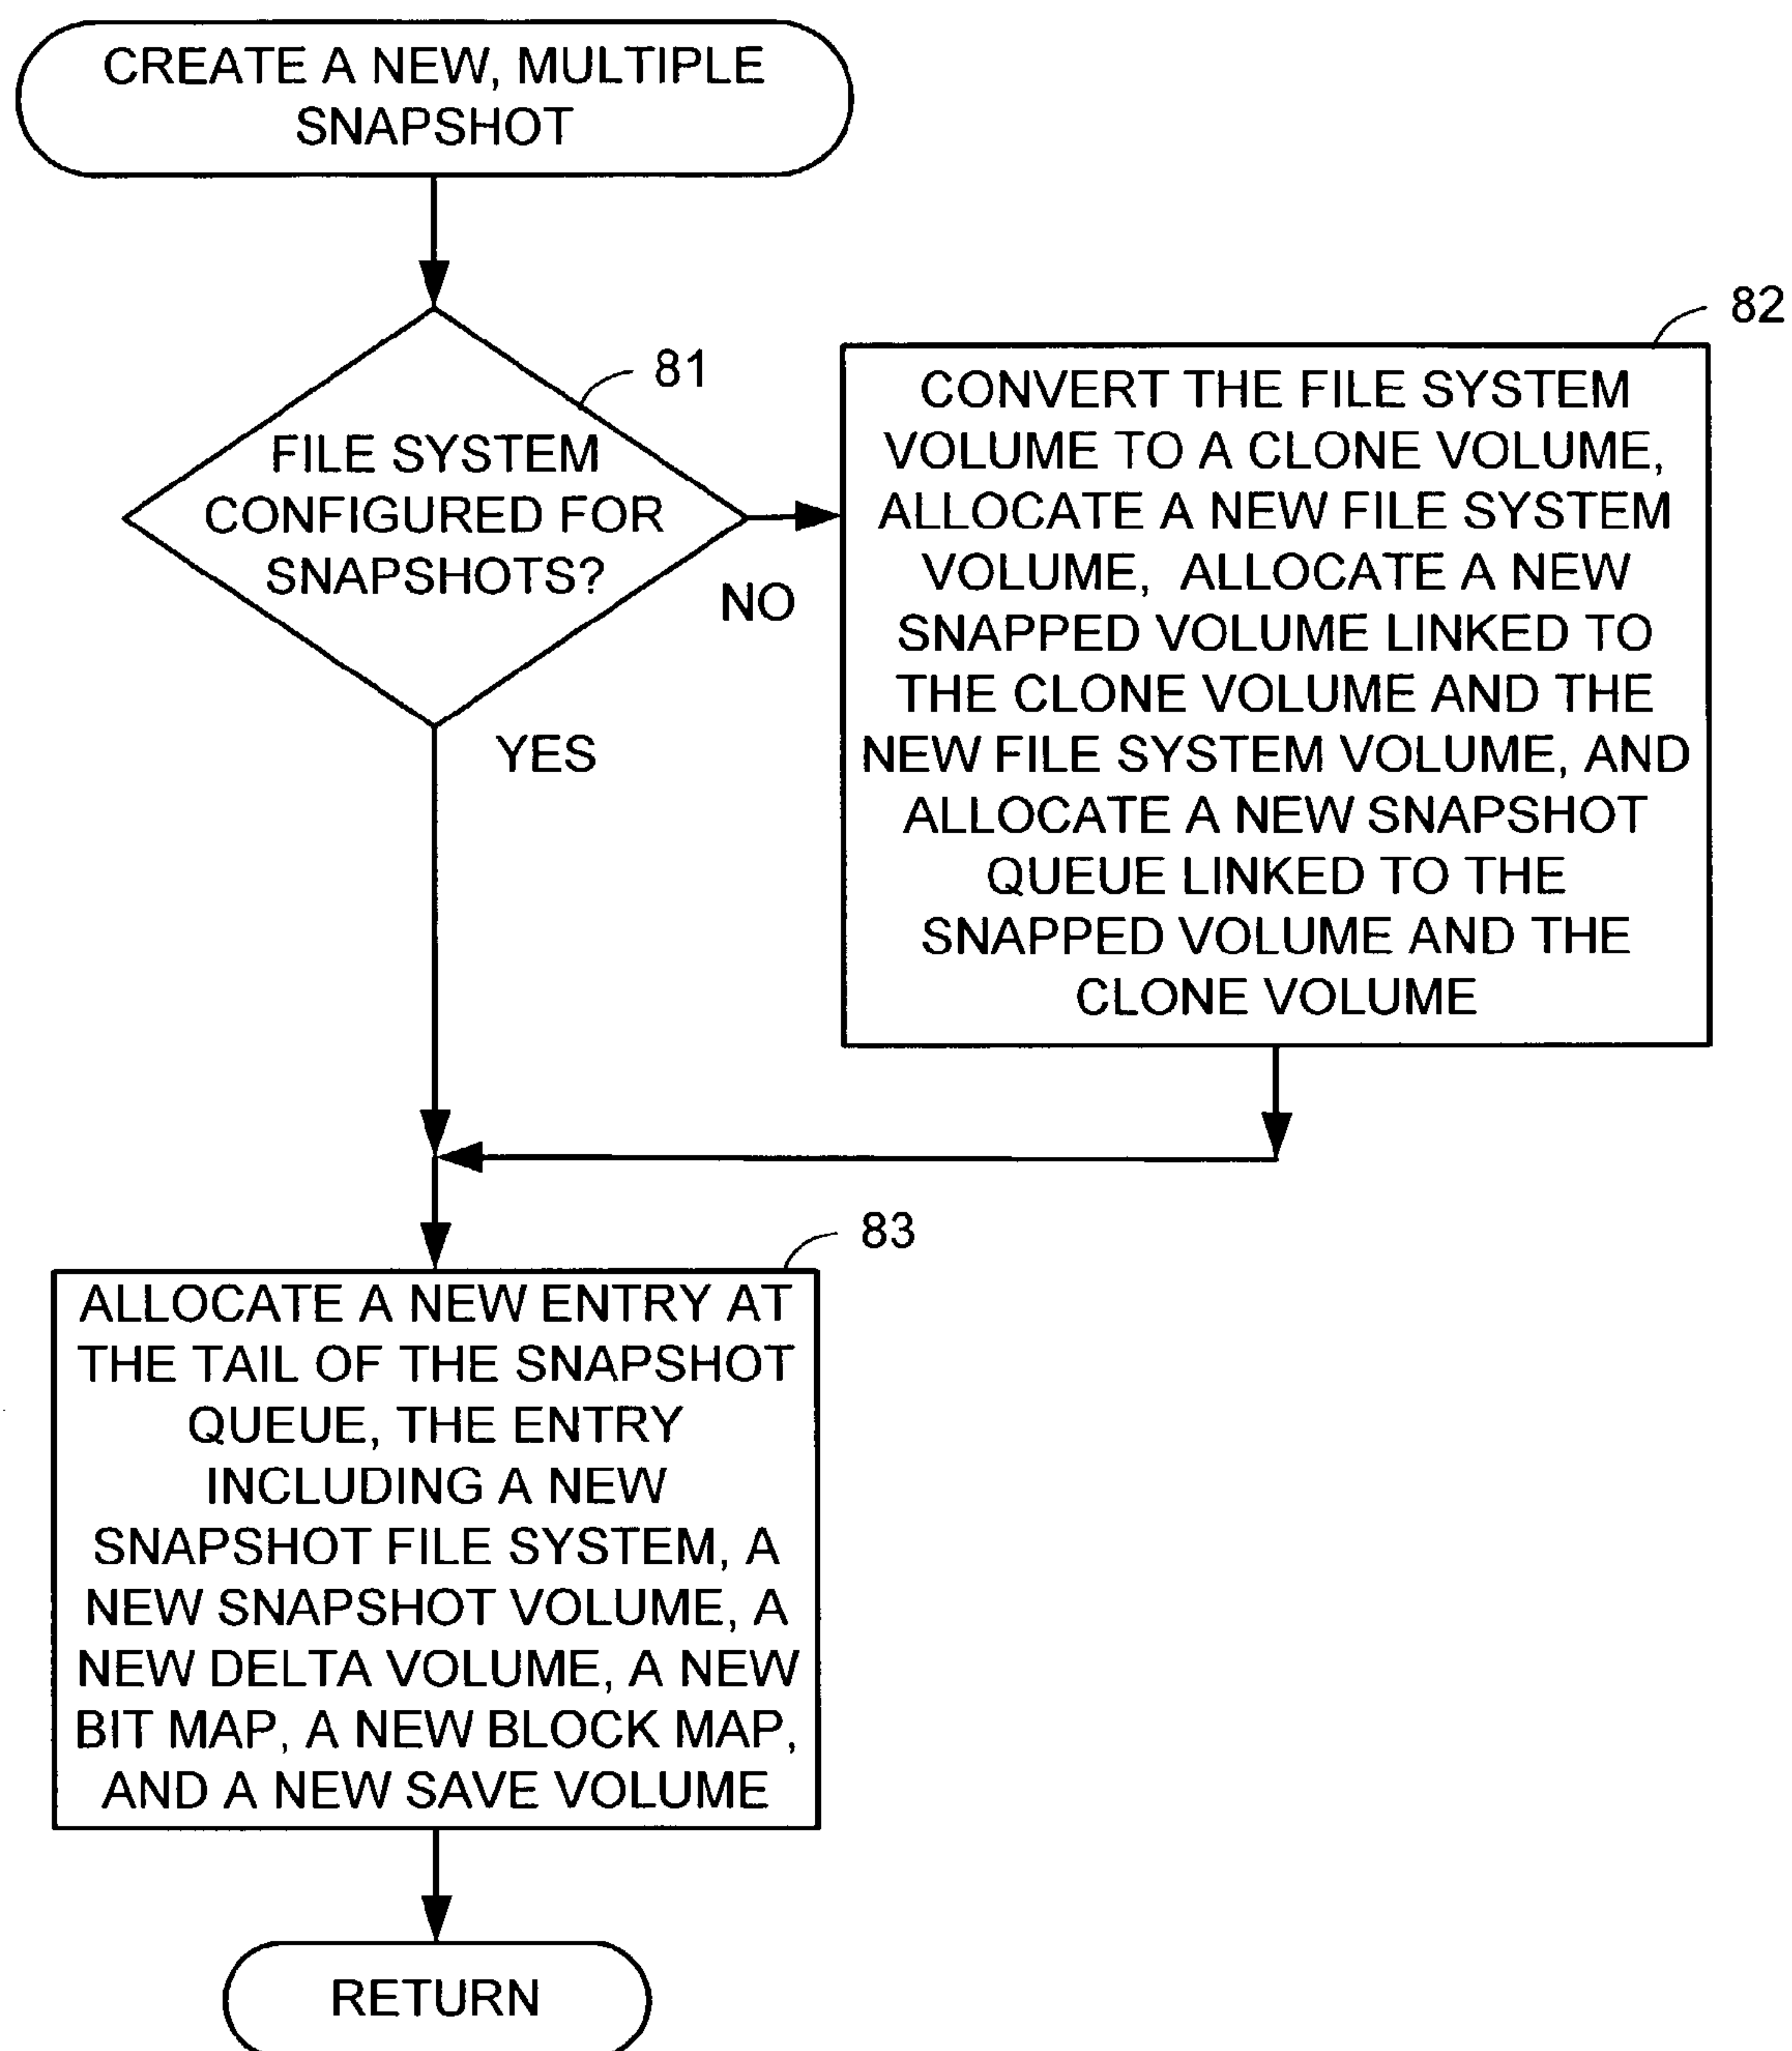 CREATE A NEW, MULTIPLE
SNAPSHOT
81
FILE SYSTEM
CONFIGURED FOR
SNAPSHOTS?
NO
YES
82
CONVERT THE FILE SYSTEM
VOLUME TO A CLONE VOLUME,
ALLOCATE A NEW FILE SYSTEM
VOLUME, ALLOCATE A NEW
SNAPPED VOLUME LINKED TO
THE CLONE VOLUME AND THE
NEW FILE SYSTEM VOLUME, AND
ALLOCATE A NEW SNAPSHOT
QUEUE LINKED TO THE
SNAPPED VOLUME AND THE
CLONE VOLUME
83
ALLOCATE A NEW ENTRY AT
THE TAIL OF THE SNAPSHOT
QUEUE, THE ENTRY
INCLUDING A NEW
SNAPSHOT FILE SYSTEM, A
NEW SNAPSHOT VOLUME, A
NEW DELTA VOLUME, A NEW
BIT MAP, A NEW BLOCK MAP,
AND A NEW SAVE VOLUME
RETURN